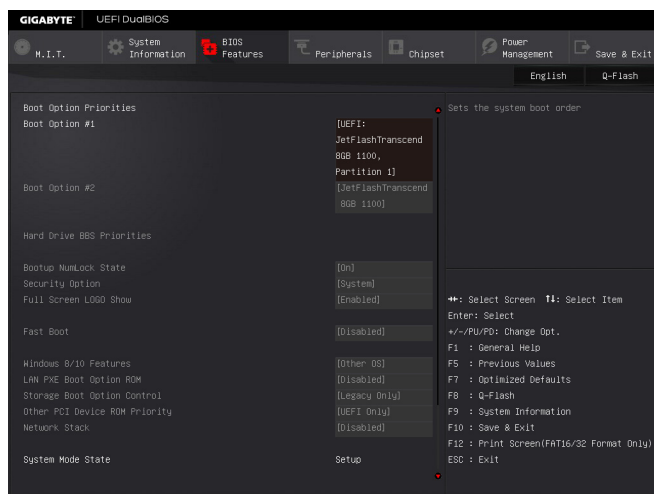 GIGABYTE™ UEFI DualBIOS
M.I.T.
System Information
BIOS Features
Peripherals
Chipset
Power Management
Save & Exit
English Q-Flash
Boot Option Priorities
Boot Option #1 [UEFI: JetFlashTranscend 8GB 1100, Partition 1]
Boot Option #2 [JetFlashTranscend 8GB 1100]
Hard Drive BBS Priorities
Bootup NumLock State [On]
Security Option [System]
Full Screen LOGO Show [Enabled]
Fast Boot [Disabled]
Windows 8/10 Features [Other OS]
LAN PXE Boot Option ROM [Disabled]
Storage Boot Option Control [Legacy Only]
Other PCI Device ROM Priority [UEFI Only]
Network Stack [Disabled]
System Mode State Setup
Sets the system boot order
→←: Select Screen ↑↓: Select Item
Enter: Select
+/-/PU/PD: Change Opt.
F1 : General Help
F5 : Previous Values
F7 : Optimized Defaults
F8 : Q-Flash
F9 : System Information
F10 : Save & Exit
F12 : Print Screen(FAT16/32 Format Only)
ESC : Exit